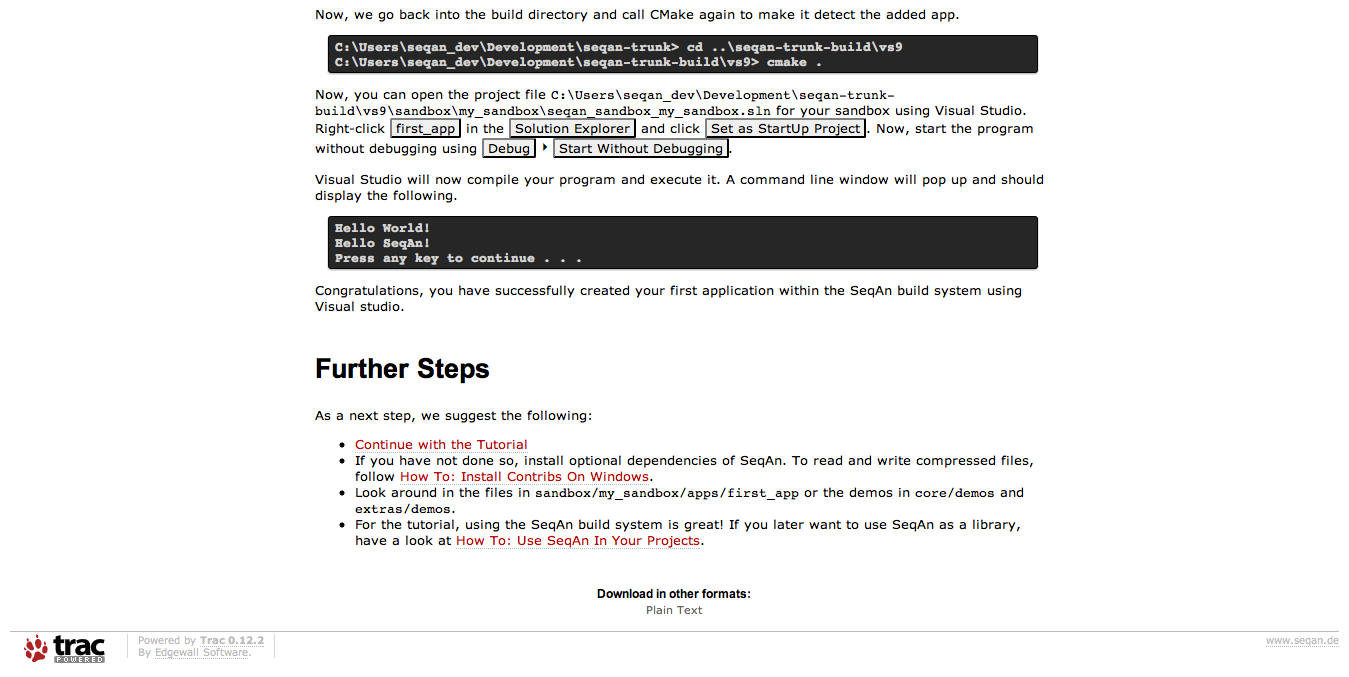 Now, we go back into the build directory and call CMake again to make it detect the added app.
C:\Users\seqan_dev\Development\seqan-trunk> cd ..\seqan-trunk-build\vs9
C:\Users\seqan_dev\Development\seqan-trunk-build\vs9> cmake .
Now, you can open the project file C:\Users\seqan_dev\Development\seqan-trunk-
build\vs9\sandbox\my_sandbox\seqan_sandbox_my_sandbox.sln for your sandbox using Visual Studio.
Right-click first_app in the Solution Explorer and click Set as StartUp Project. Now, start the program
without debugging using Debug ‣ Start Without Debugging.
Visual Studio will now compile your program and execute it. A command line window will pop up and should
display the following.
Hello World!
Hello SeqAn!
Press any key to continue . . .
Congratulations, you have successfully created your first application within the SeqAn build system using
Visual studio.
Further Steps
As a next step, we suggest the following:
• Continue with the Tutorial
• If you have not done so, install optional dependencies of SeqAn. To read and write compressed files,
follow How To: Install Contribs On Windows.
• Look around in the files in sandbox/my_sandbox/apps/first_app or the demos in core/demos and
extras/demos.
• For the tutorial, using the SeqAn build system is great! If you later want to use SeqAn as a library,
have a look at How To: Use SeqAn In Your Projects.
Download in other formats:
Plain Text
trac
POWERED
Powered by Trac 0.12.2
By Edgewall Software.
www.seqan.de